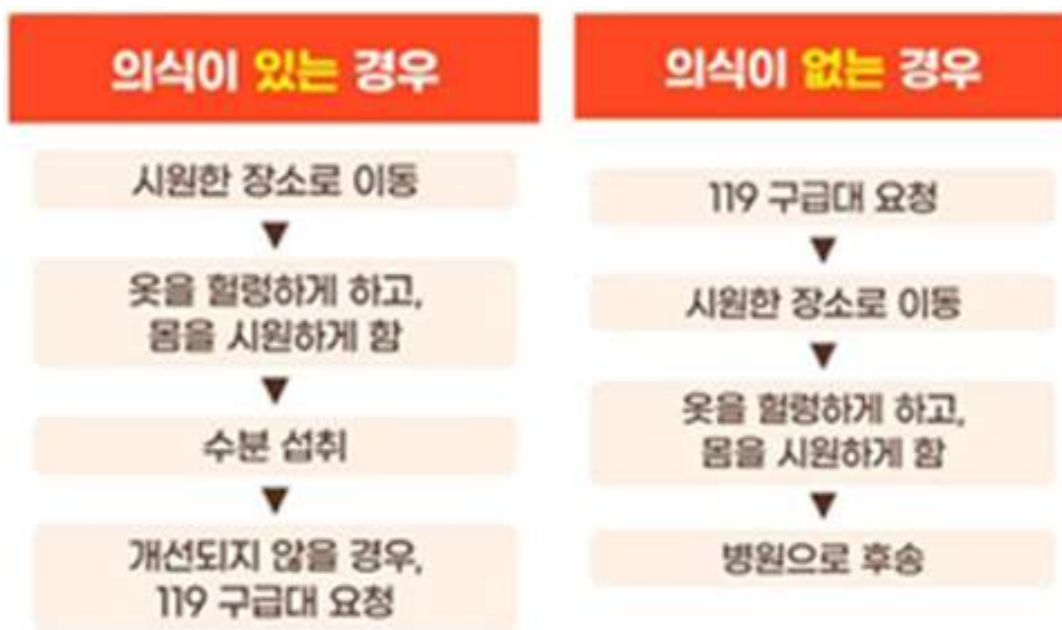 의식이 있는 경우
시원한 장소로 이동
옷을 헐렁하게 하고,
몸을 시원하게 함
수분 섭취
개선되지 않을 경우,
119 구급대 요청
의식이 없는 경우
119 구급대 요청
시원한 장소로 이동
옷을 헐렁하게 하고,
몸을 시원하게 함
병원으로 후송